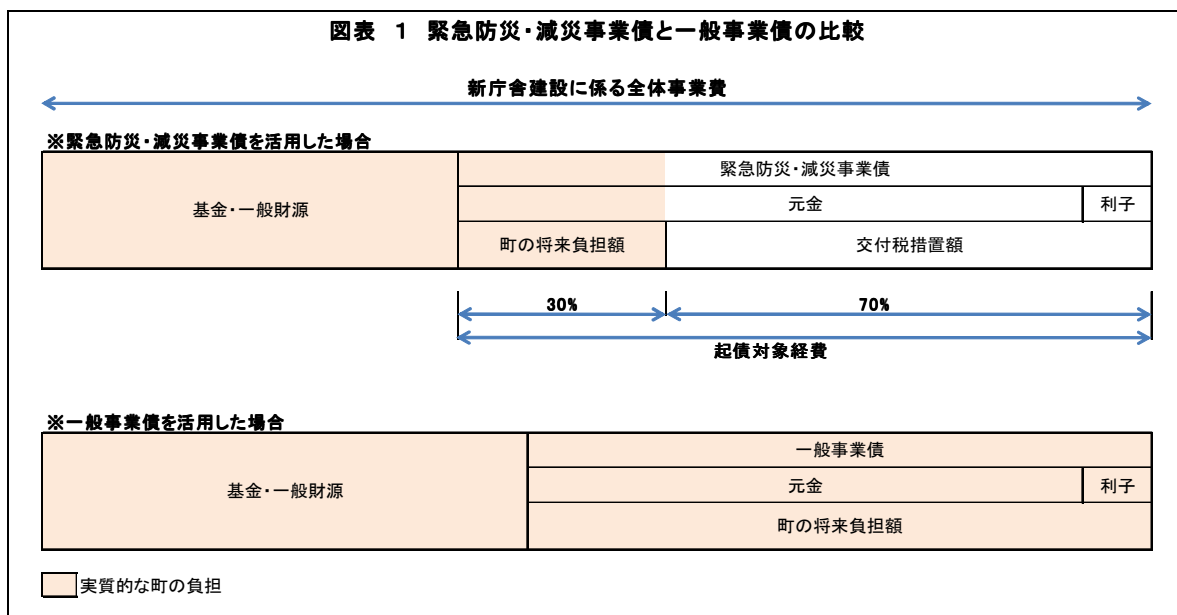 図表 1 緊急防災・減災事業債と一般事業債の比較
新庁舎建設に係る全体事業費
※緊急防災・減災事業債を活用した場合
緊急防災・減災事業債
基金・一般財源
元金
利子
町の将来負担額
交付税措置額
30%
70%
起債対象経費
※一般事業債を活用した場合
一般事業債
基金・一般財源
元金
利子
町の将来負担額
実質的な町の負担